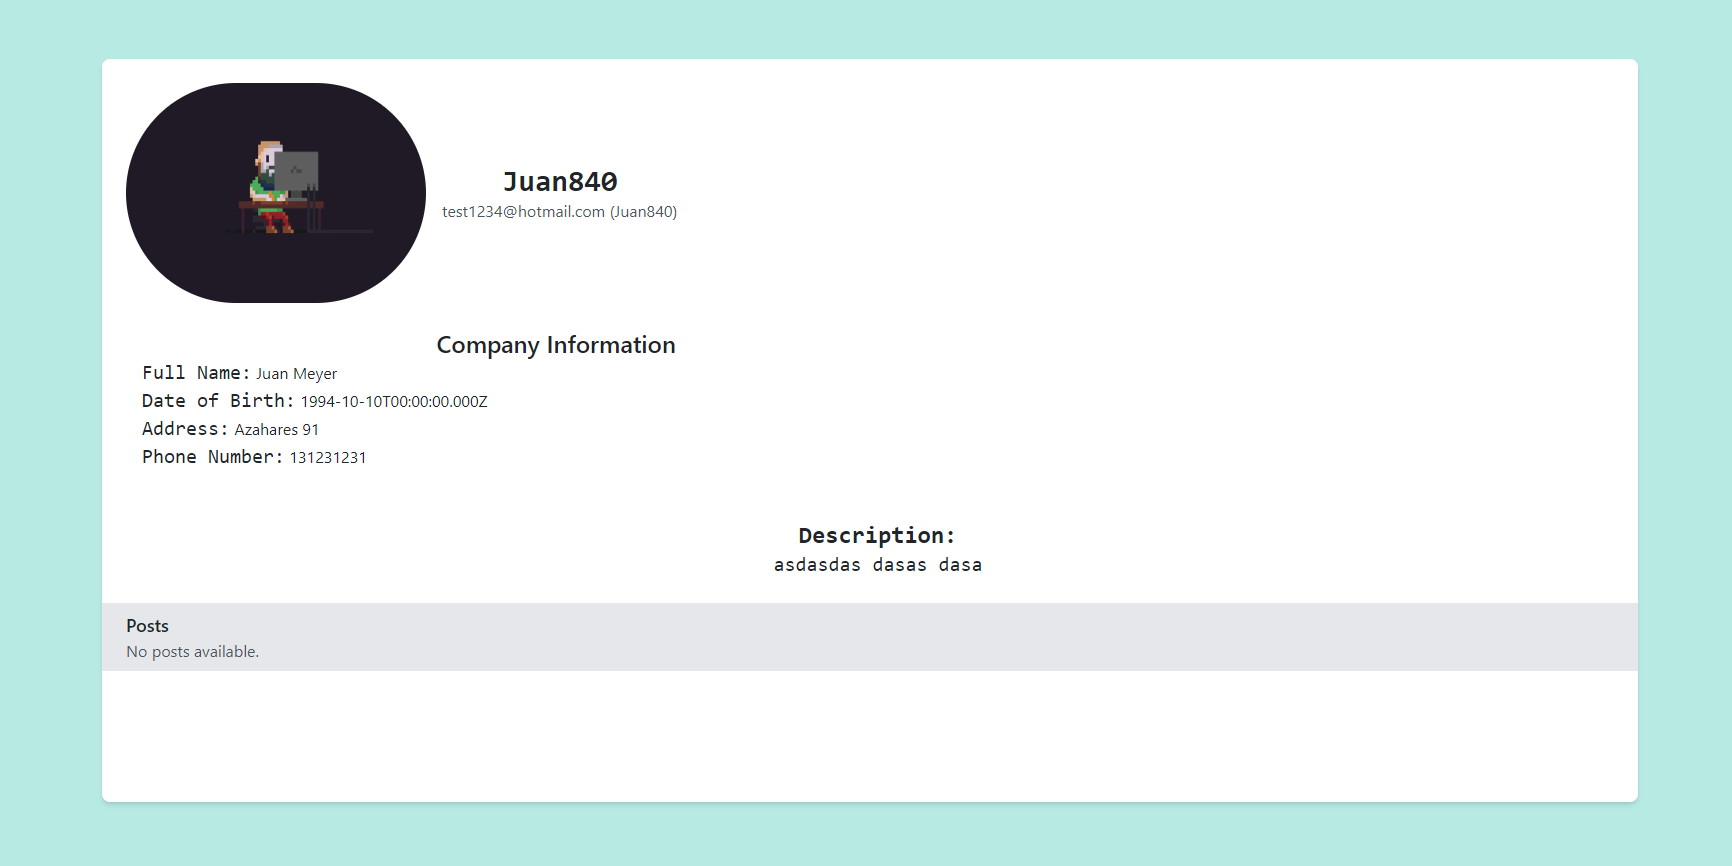 Juan840
test1234@hotmail.com (Juan840)
Company Information
Full Name: Juan Meyer
Date of Birth: 1994-10-10T00:00:00.000Z
Address: Azahares 91
Phone Number: 131231231
Description:
asdasdas dasas dasa
Posts
No posts available.